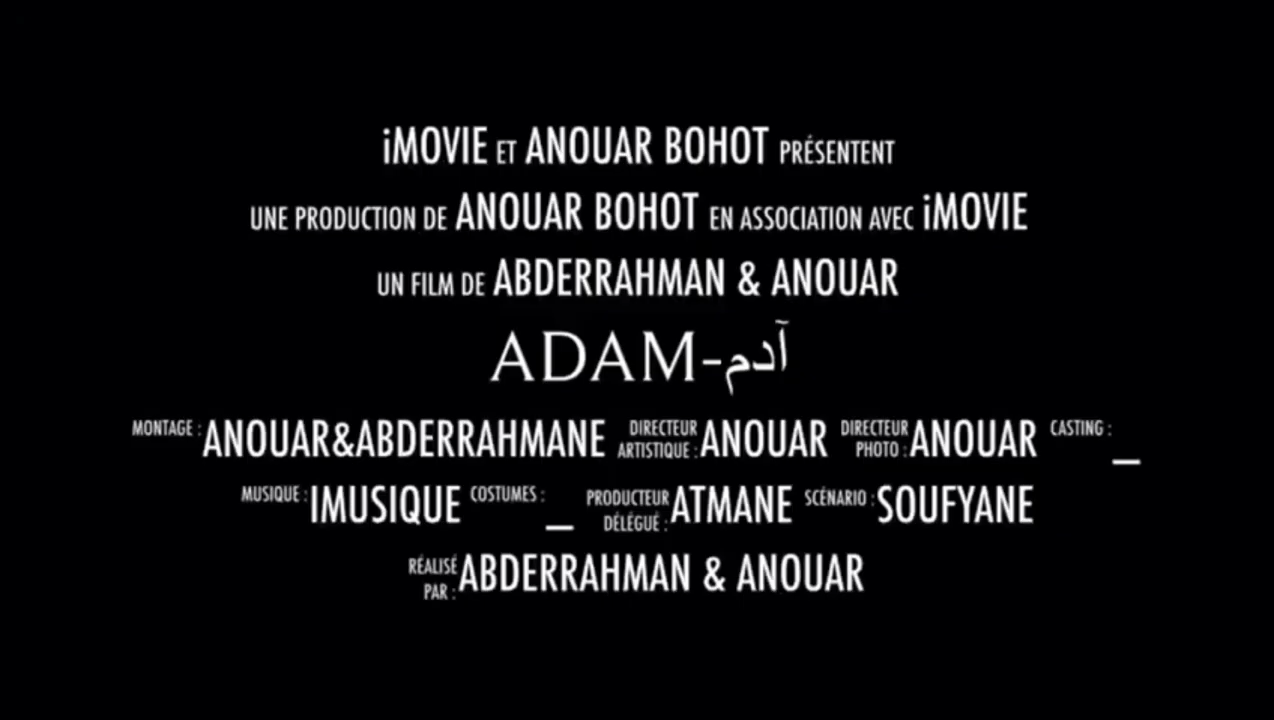 iMOVIE ET ANOUAR BOHOT PRÉSENTENT
UNE PRODUCTION DE ANOUAR BOHOT EN ASSOCIATION AVEC iMOVIE
UN FILM DE ABDERRAHMAN & ANOUAR
ADAM-آدم
MONTAGE : ANOUAR&ABDERRAHMANE DIRECTEUR ARTISTIQUE : ANOUAR DIRECTEUR PHOTO : ANOUAR CASTING : _
MUSIQUE : IMUSIQUE COSTUMES : _ PRODUCTEUR DÉLÉGUÉ : ATMANE SCÉNARIO : SOUFYANE
RÉALISÉ PAR : ABDERRAHMAN & ANOUAR